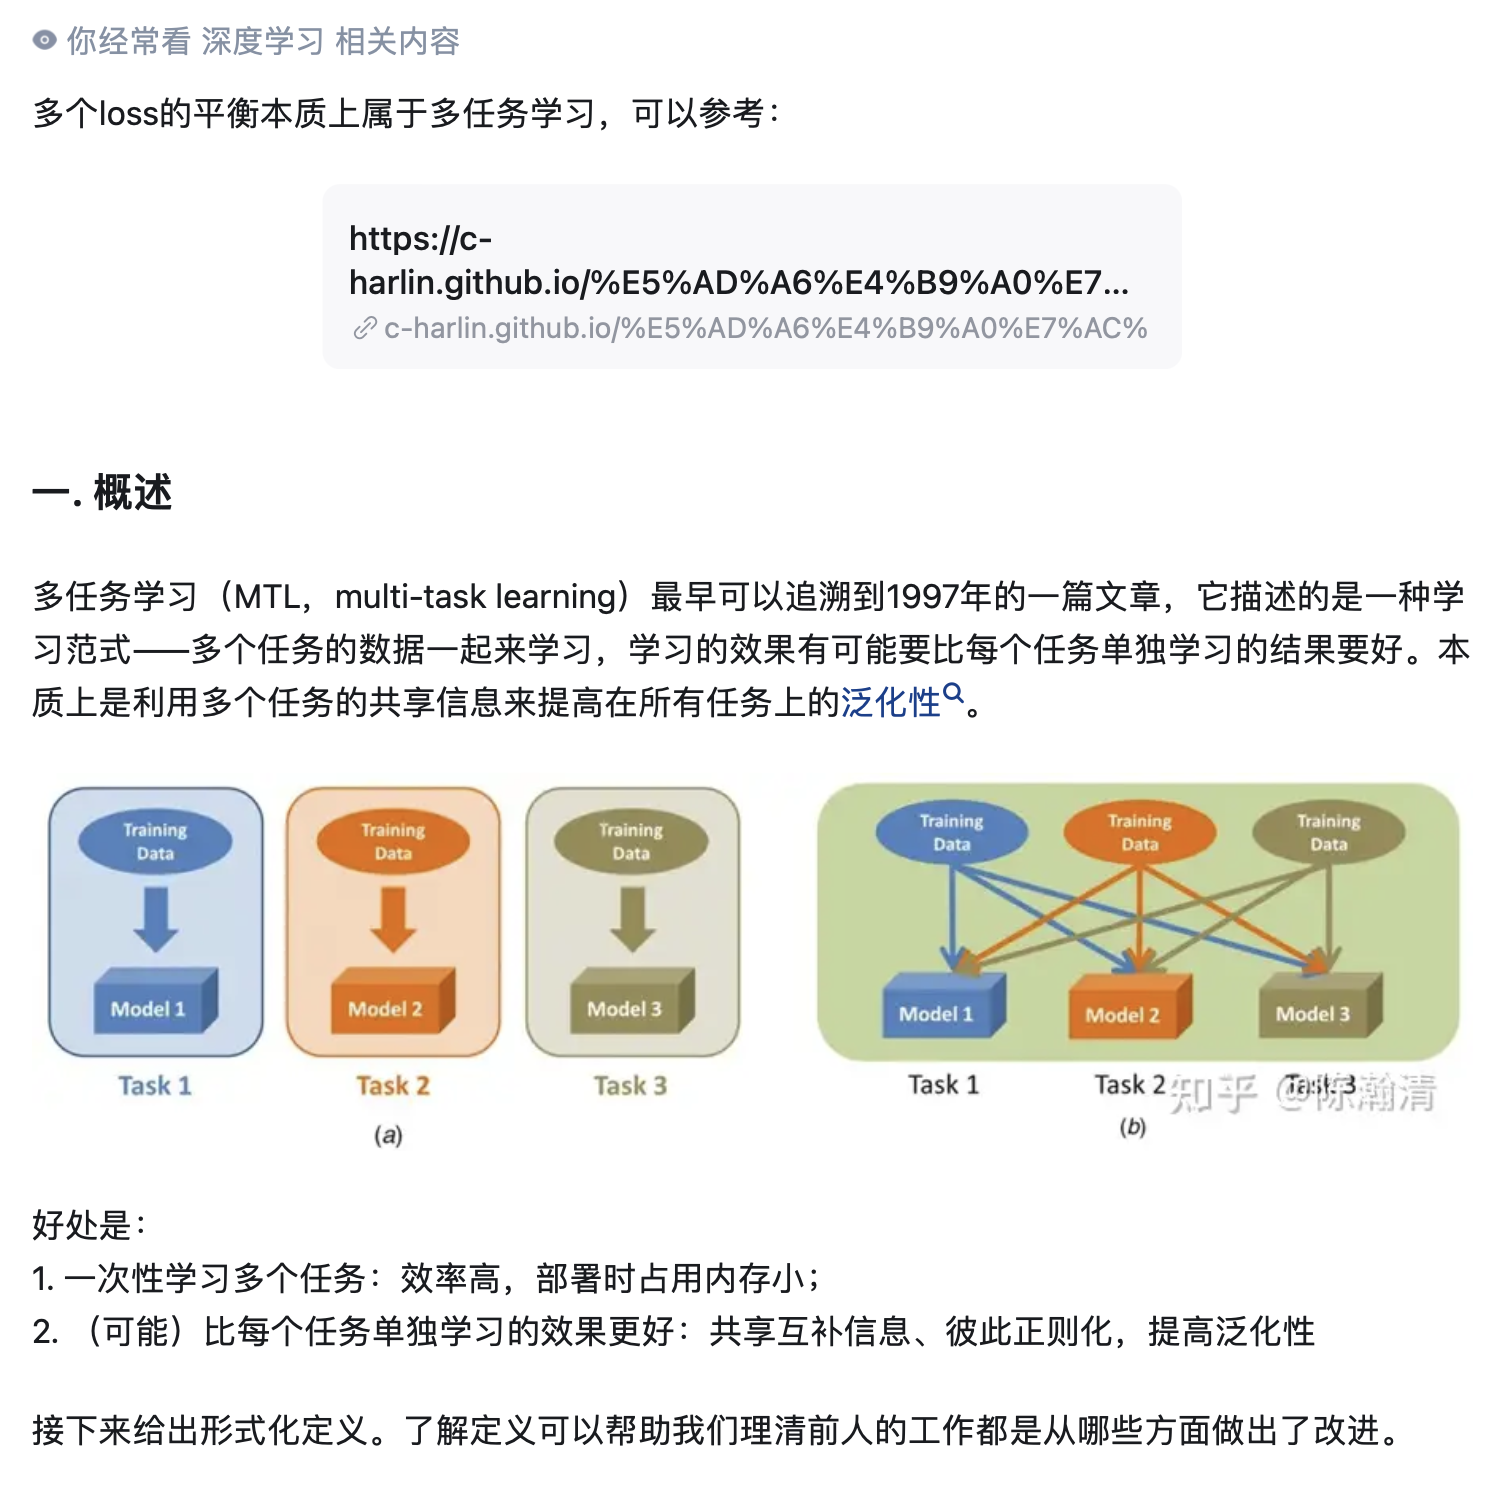 你经常看 深度学习 相关内容
多个loss的平衡本质上属于多任务学习，可以参考：
https://c-
harlin.github.io/%E5%AD%A6%E4%B9%A0%E7...
c-harlin.github.io/%E5%AD%A6%E4%B9%A0%E7%AC%
一. 概述
多任务学习（MTL，multi-task learning）最早可以追溯到1997年的一篇文章，它描述的是一种学
习范式——多个任务的数据一起来学习，学习的效果有可能要比每个任务单独学习的结果要好。本
质上是利用多个任务的共享信息来提高在所有任务上的泛化性。
Training
Data
Model 1
Task 1
Training
Data
Model 2
Task 2
Training
Data
Model 3
Task 3
(a)
Training
Data
Training
Data
Training
Data
Model 1
Model 2
Model 3
Task 1
Task 2
Task 3
知乎 @陈瀚清
(b)
好处是：
1. 一次性学习多个任务：效率高，部署时占用内存小；
2. （可能）比每个任务单独学习的效果更好：共享互补信息、彼此正则化，提高泛化性
接下来给出形式化定义。了解定义可以帮助我们理清前人的工作都是从哪些方面做出了改进。